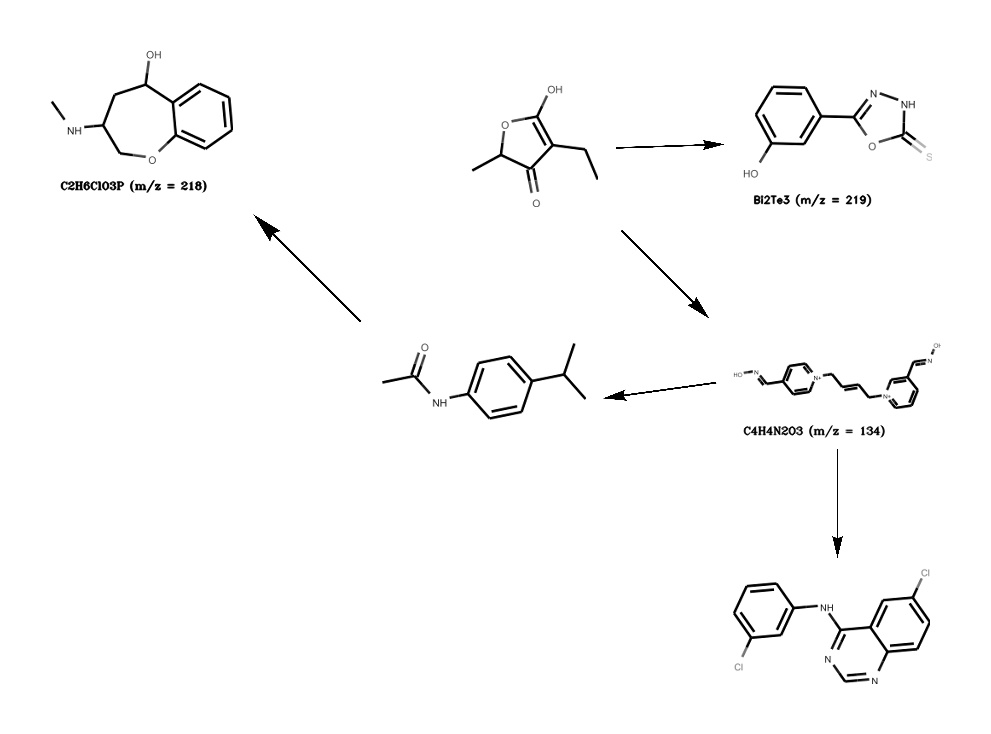 OH
NH
O
C2H6ClO3P (m/z = 218)
OH
O
O
N
NH
O
S
HO
Bi2Te3 (m/z = 219)
O
NH
HO
N
N+
N+
N
OH
C4H4N2O3 (m/z = 134)
Cl
NH
Cl
N
N